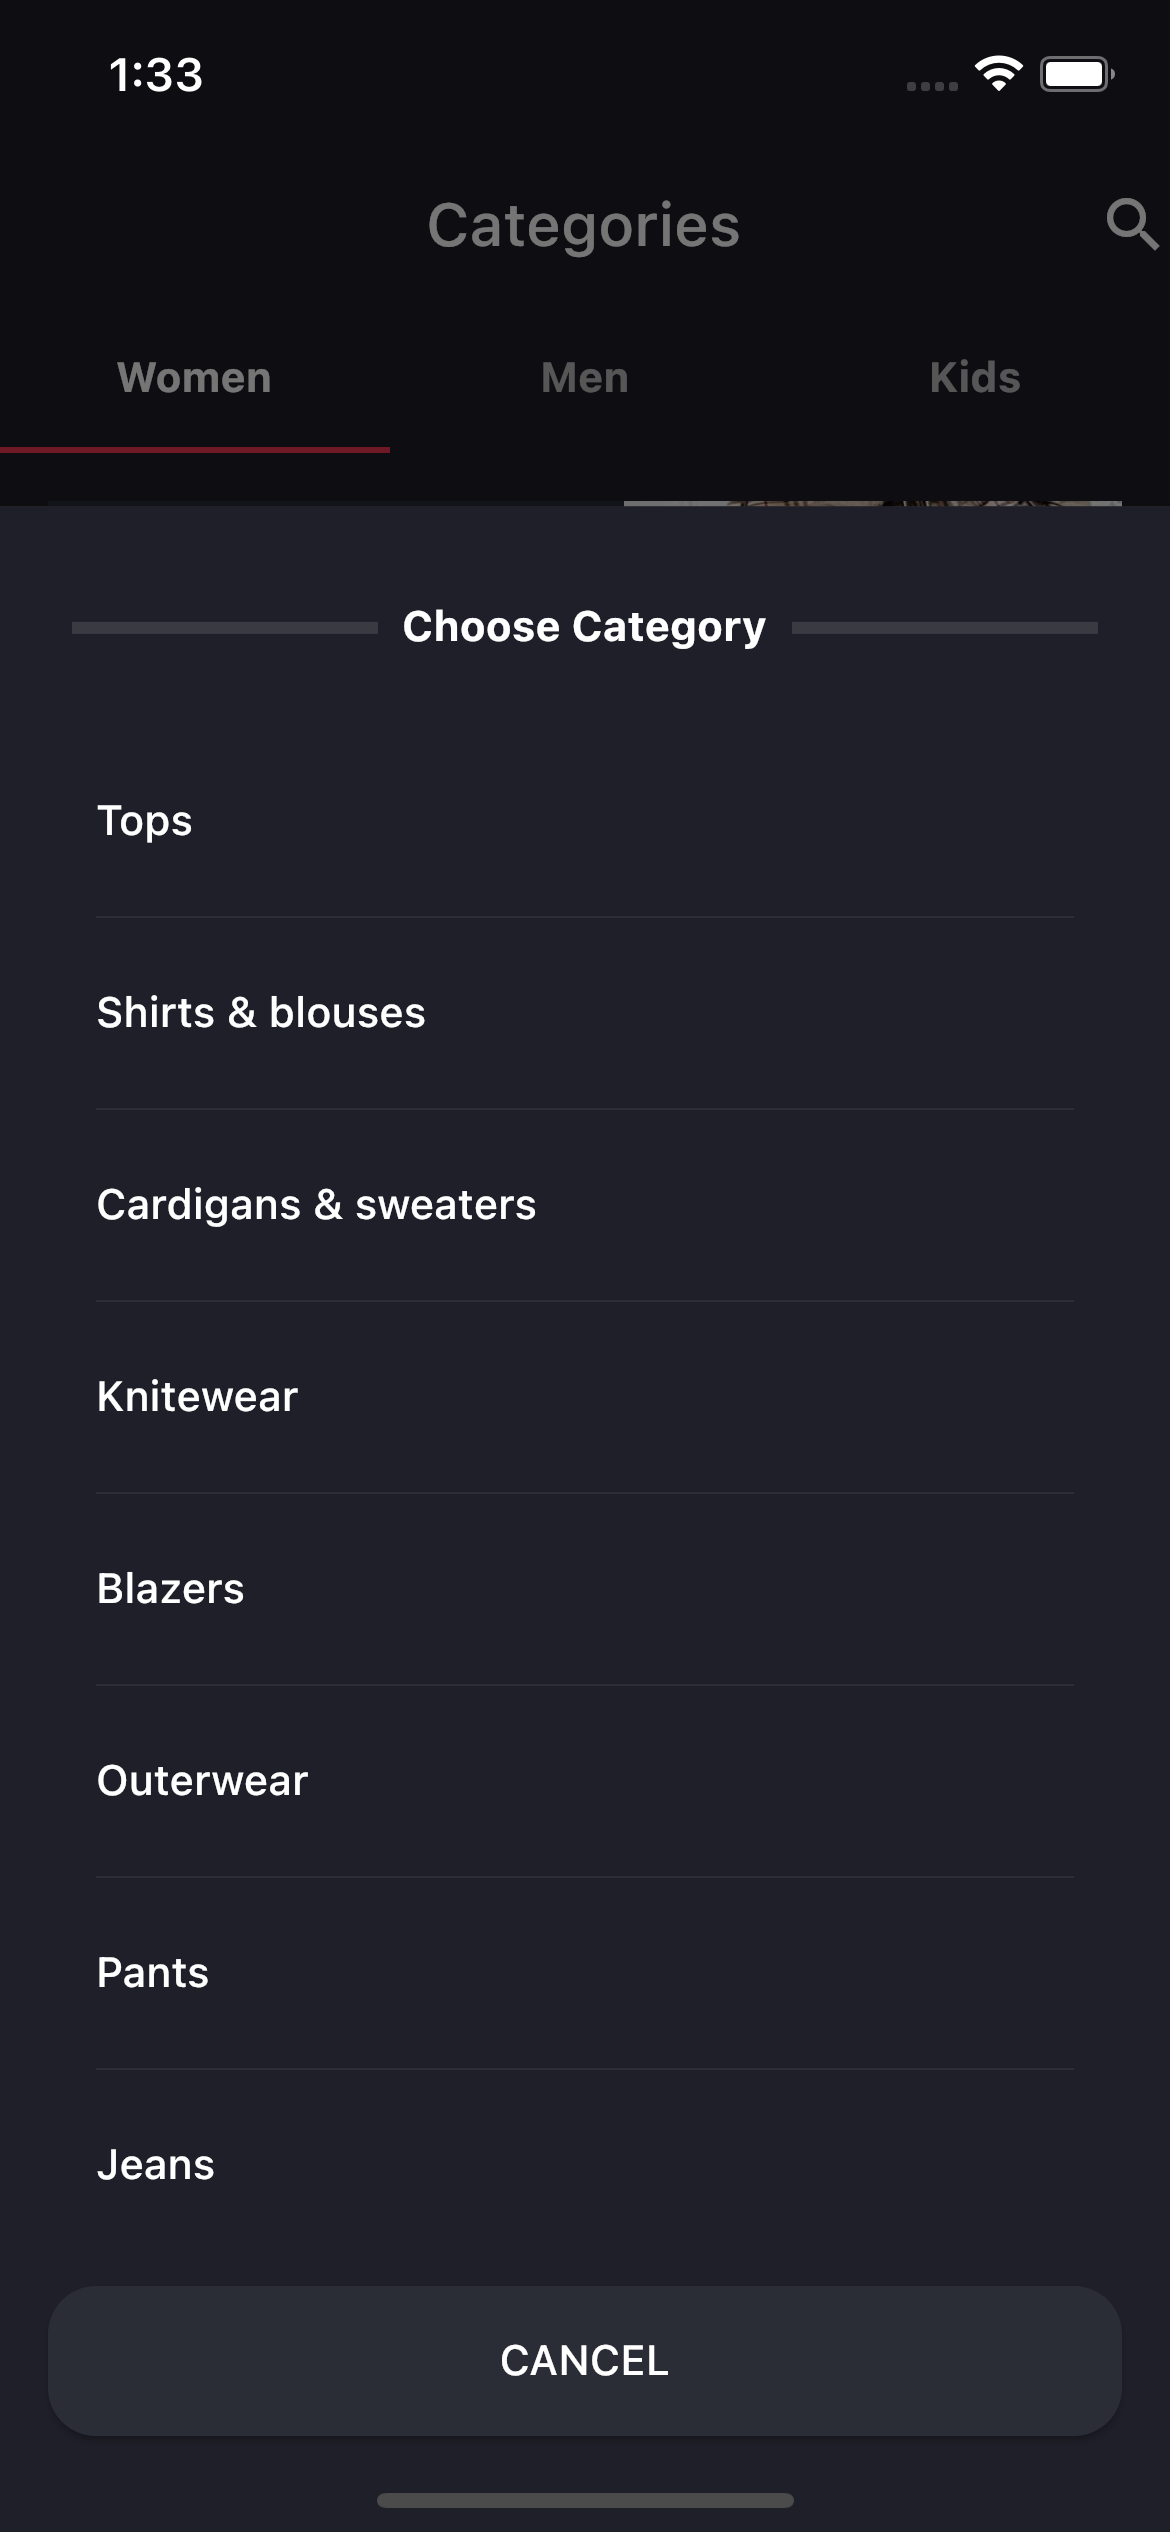 1:33
Categories
Women Men Kids
Choose Category
Tops
Shirts & blouses
Cardigans & sweaters
Knitewear
Blazers
Outerwear
Pants
Jeans
CANCEL